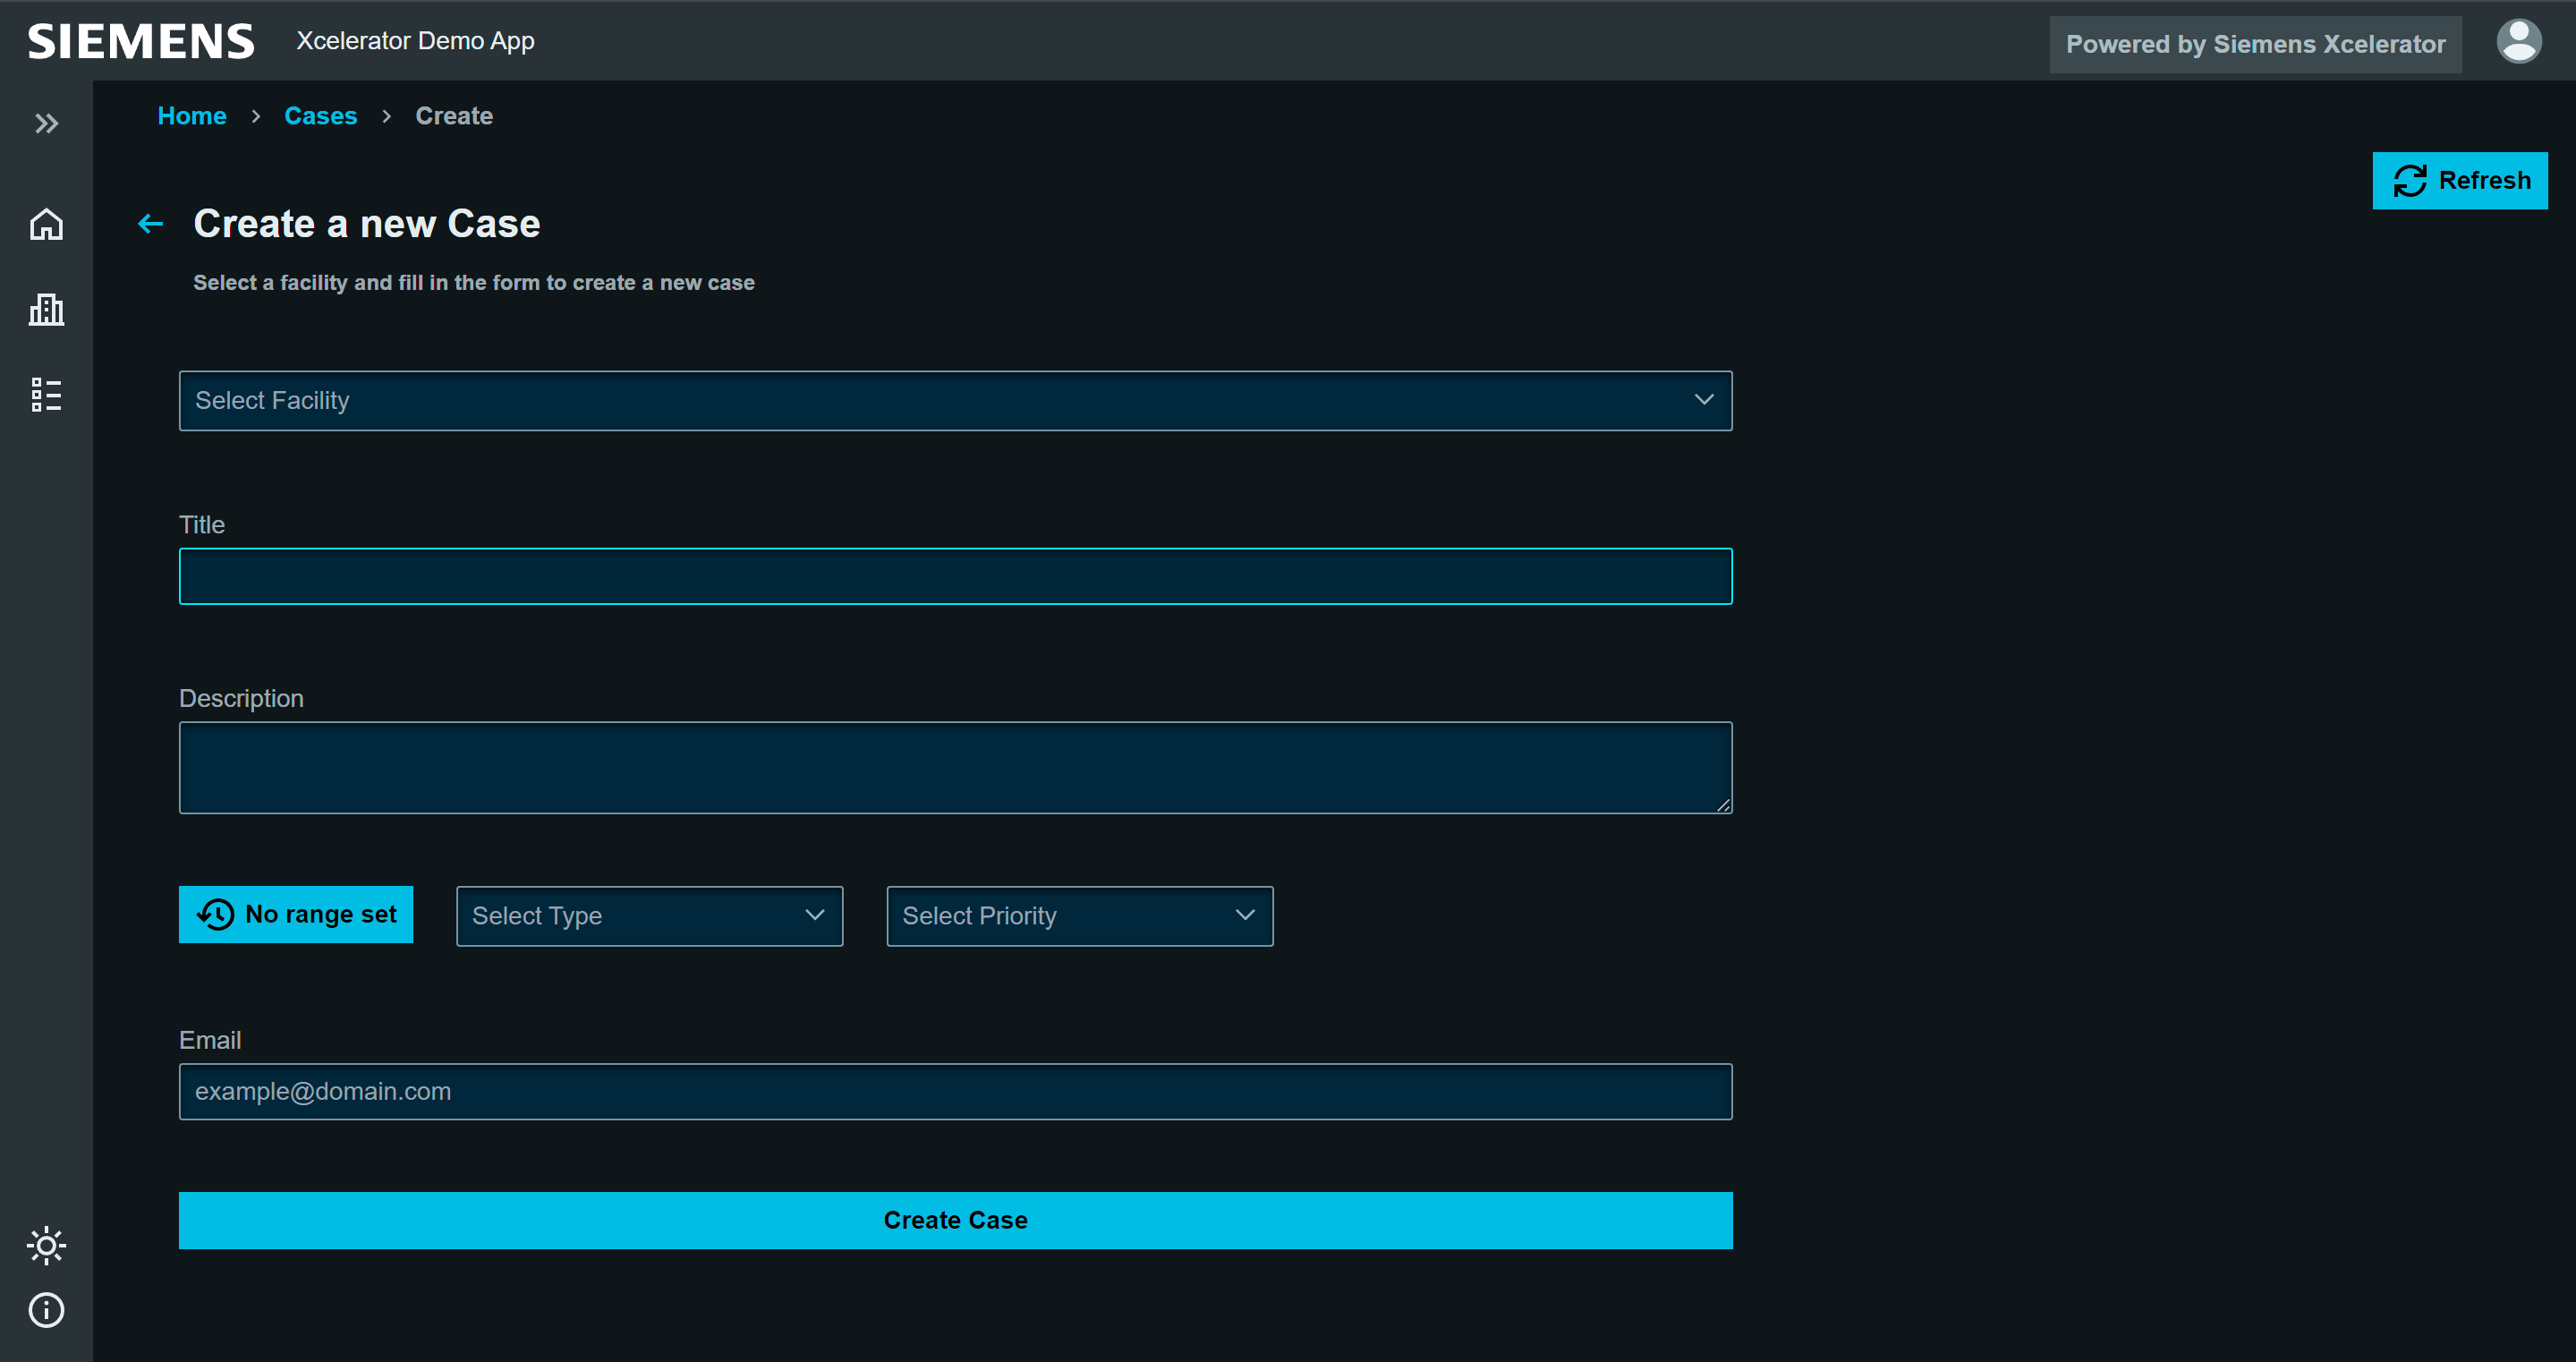 SIEMENS Xcelerator Demo App Powered by Siemens Xcelerator
Home > Cases > Create
Refresh
Create a new Case
Select a facility and fill in the form to create a new case
Select Facility
Title
Description
No range set Select Type Select Priority
Email
example@domain.com
Create Case